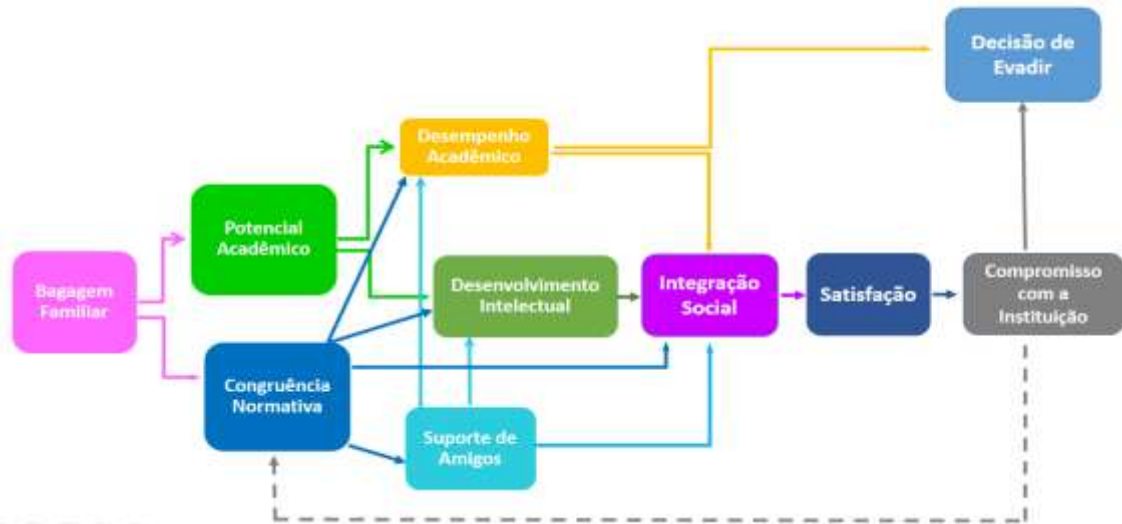 Decisão de
Evadir
Desempenho
Acadêmico
Potencial
Acadêmico
Bagagem
Familiar
Desenvolvimento
Intelectual
Integração
Social
Satisfação
Compromisso
com a
Instituição
Congruência
Normativa
Suporte de
Amigos